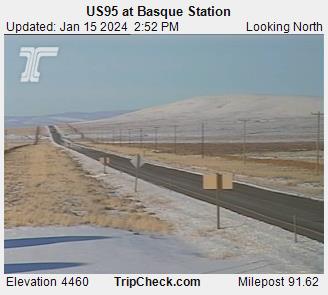 US95 at Basque Station
Updated: Jan 15 2024 2:52 PM Looking North
Elevation 4460 TripCheck.com Milepost 91.62